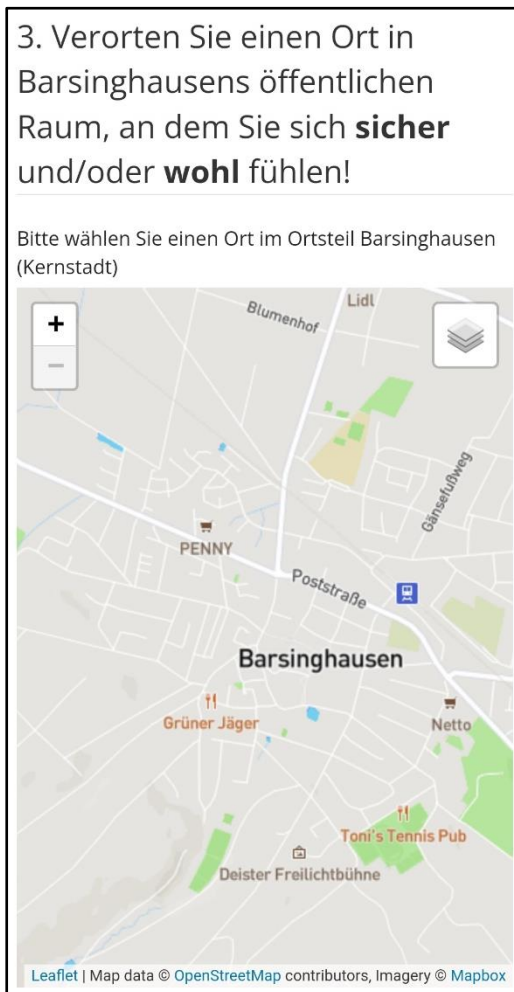 3. Verorten Sie einen Ort in
Barsinghausens öffentlichen
Raum, an dem Sie sich sicher
und/oder wohl fühlen!
Bitte wählen Sie einen Ort im Ortsteil Barsinghausen
(Kernstadt)
+
−
Lidl
Blumenhof
Gänsefußweg
PENNY
Poststraße
Barsinghausen
Grüner Jäger
Netto
Toni's Tennis Pub
Deister Freilichtbühne
Leaflet | Map data © OpenStreetMap contributors, Imagery © Mapbox